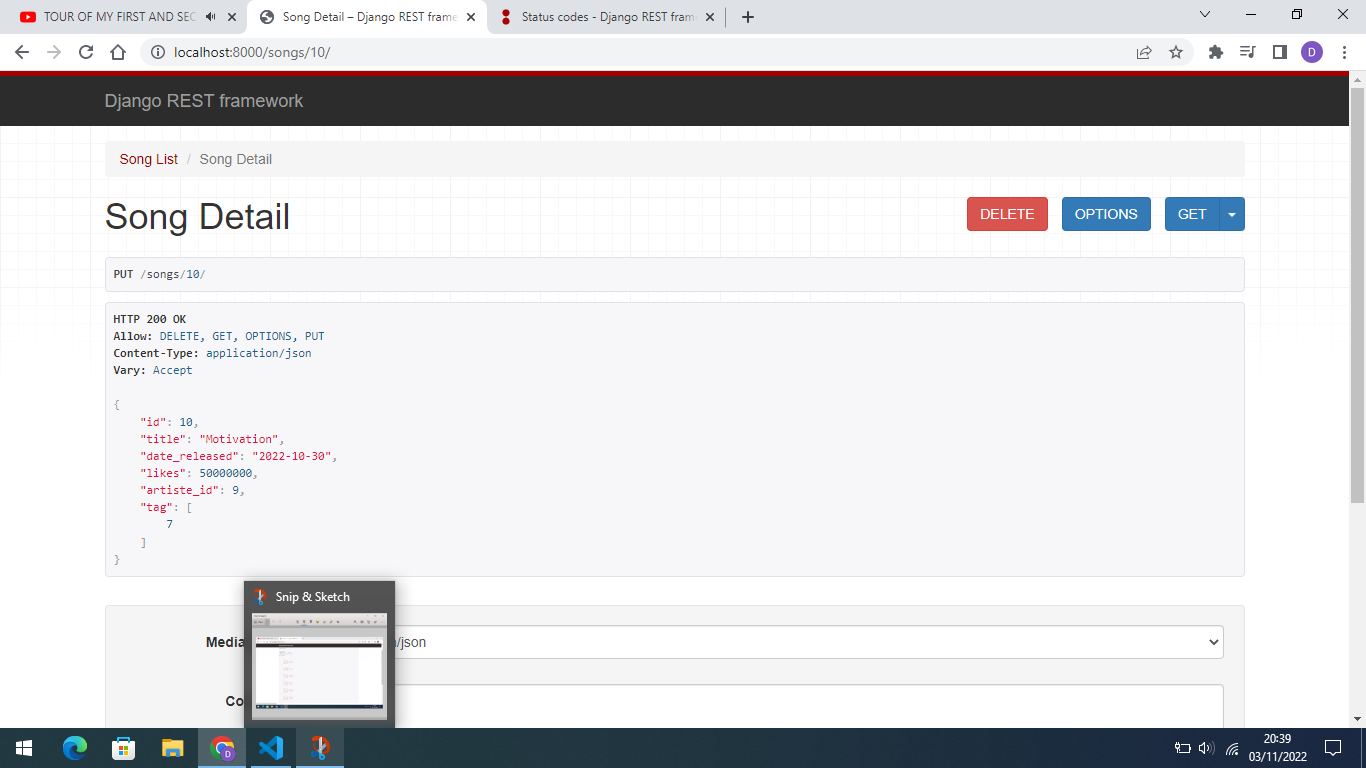 TOUR OF MY FIRST AND SEC
Song Detail – Django REST frame
Status codes - Django REST fram
localhost:8000/songs/10/
D
Django REST framework
Song List / Song Detail
Song Detail
DELETE
OPTIONS
GET
PUT /songs/10/
HTTP 200 OK
Allow: DELETE, GET, OPTIONS, PUT
Content-Type: application/json
Vary: Accept
{
"id": 10,
"title": "Motivation",
"date_released": "2022-10-30",
"likes": 50000000,
"artiste_id": 9,
"tag": [
7
]
}
Snip & Sketch
Media
/json
Co
D
20:39
03/11/2022